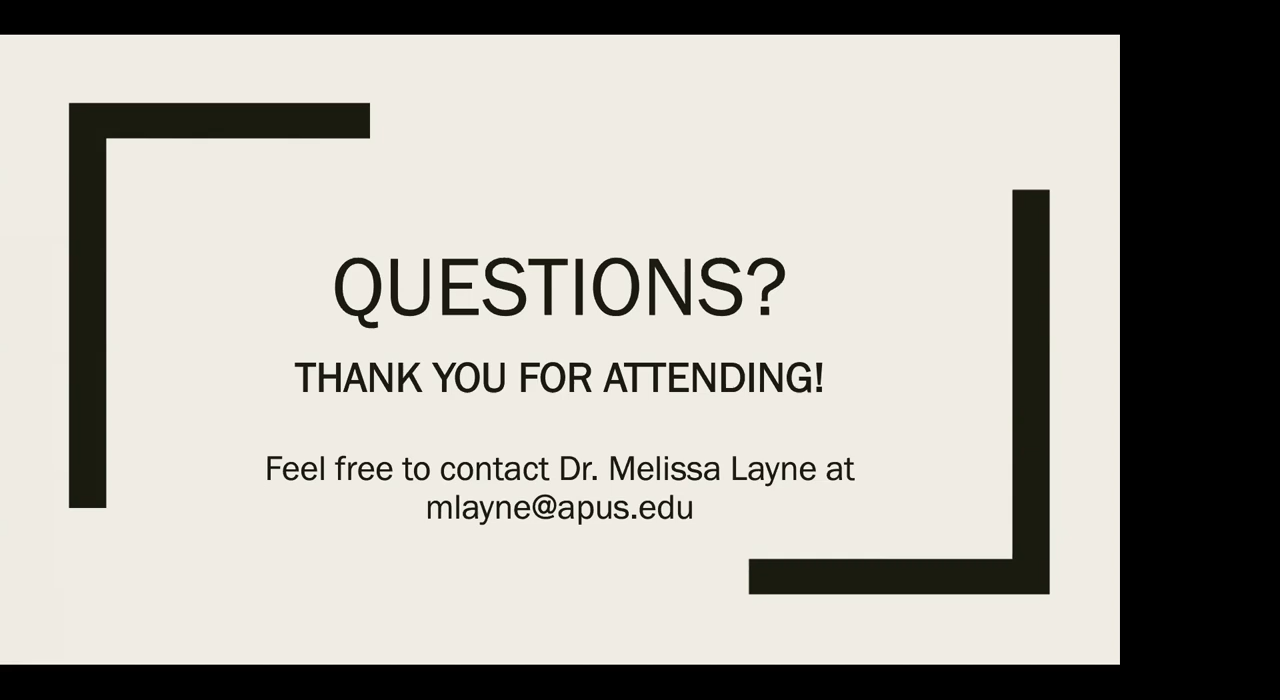 QUESTIONS?
THANK YOU FOR ATTENDING!
Feel free to contact Dr. Melissa Layne at
mlayne@apus.edu